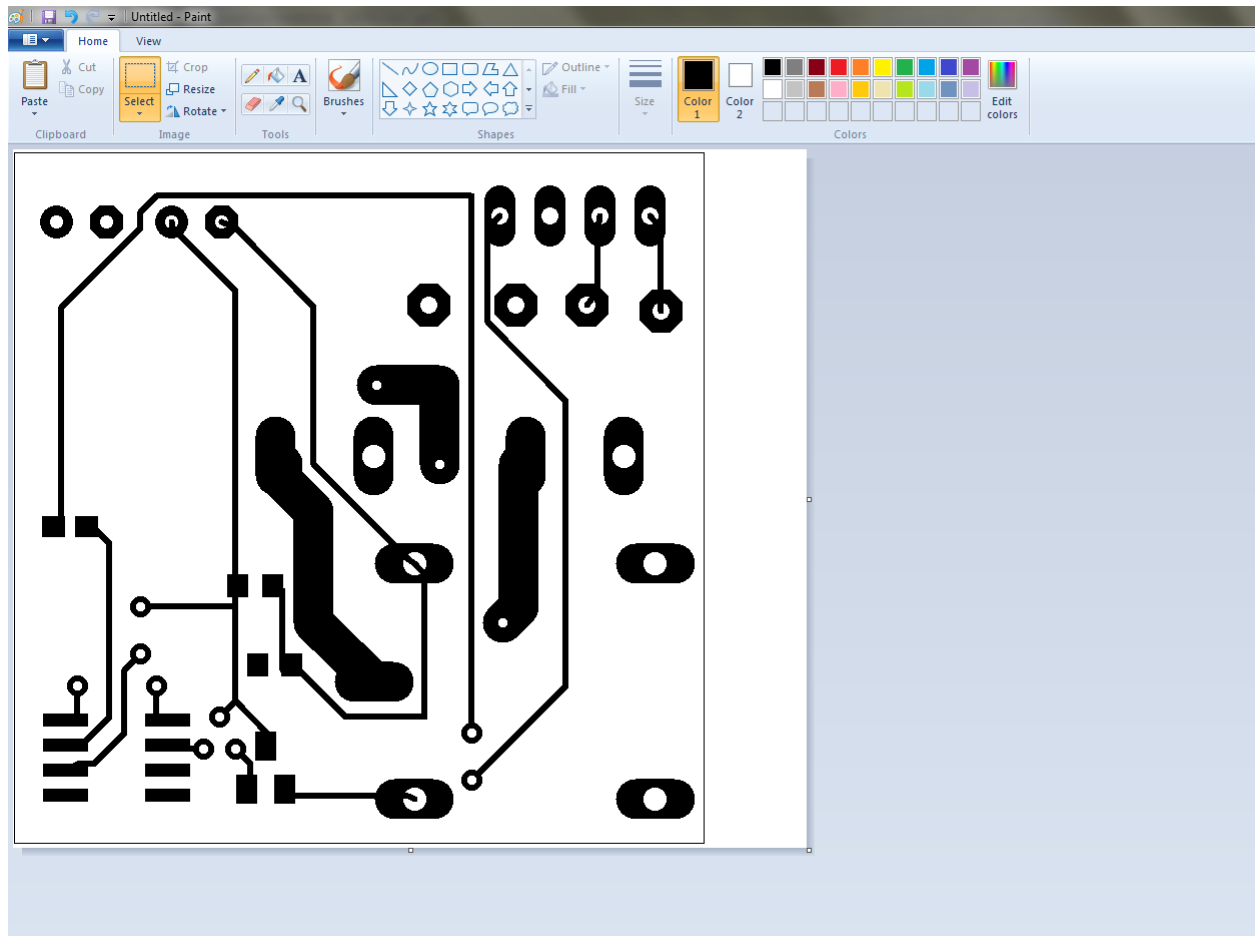 Untitled - Paint
Home View
Paste
Cut
Copy
Clipboard
Select
Crop
Resize
Rotate
Image
A
Tools
Brushes
Outline
Fill
Shapes
Size
Color 1
Color 2
Edit colors
Colors